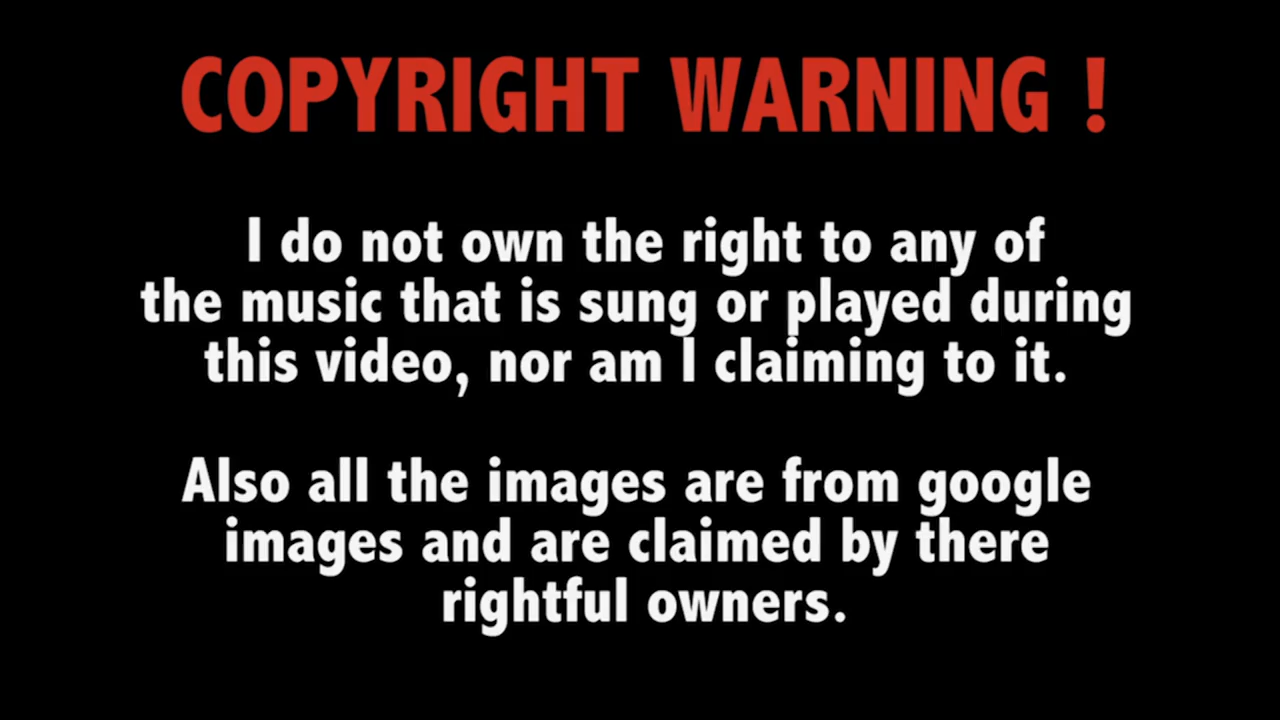 COPYRIGHT WARNING !
I do not own the right to any of
the music that is sung or played during
this video, nor am I claiming to it.
Also all the images are from google
images and are claimed by there
rightful owners.